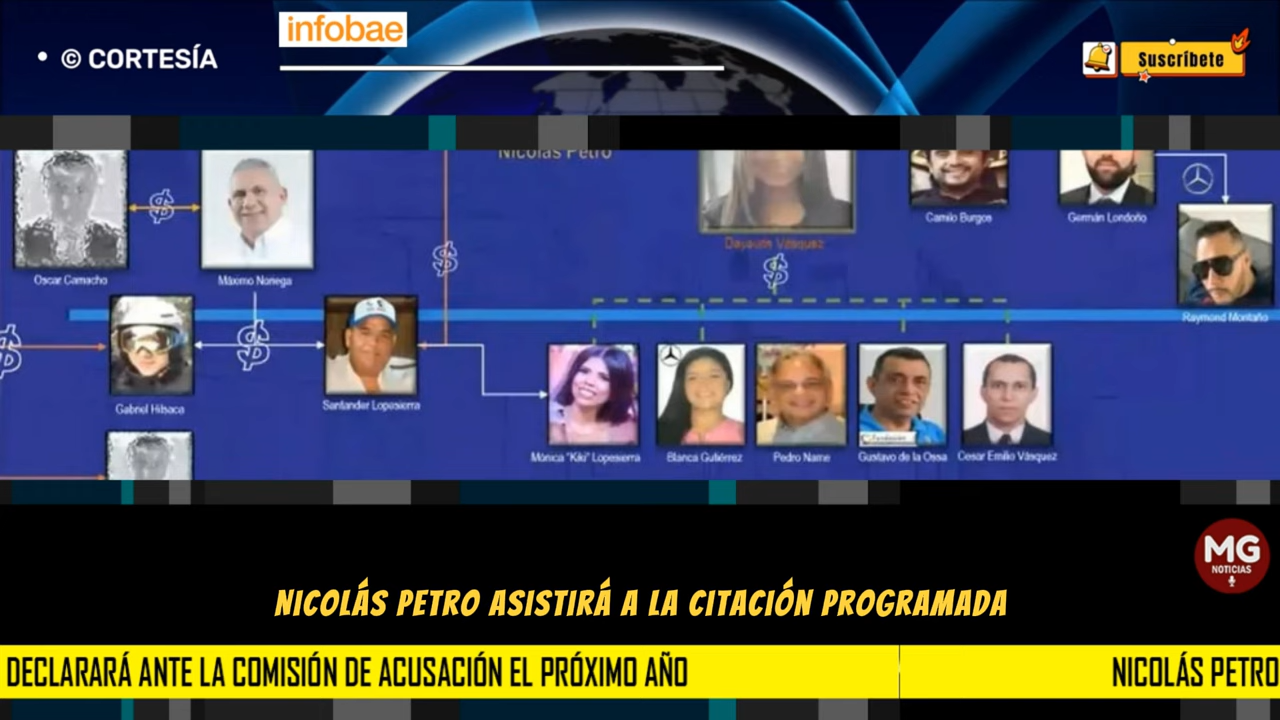 infobae
• © CORTESÍA
Suscríbete
Nicolás Petro
Dayssuris Vásquez
Camilo Burgos
Germán Londoño
Oscar Camacho
Máximo Noriega
Raymond Montaño
Gabriel Hilsaca
Santander Lopesierra
Mónica "Kiki" Lopesierra
Blanca Gutiérrez
Pedro Name
Gustavo de la Ossa
Cesar Emilio Vásquez
MG
NOTICIAS
NICOLÁS PETRO ASISTIRÁ A LA CITACIÓN PROGRAMADA
DECLARARÁ ANTE LA COMISIÓN DE ACUSACIÓN EL PRÓXIMO AÑO
NICOLÁS PETRO